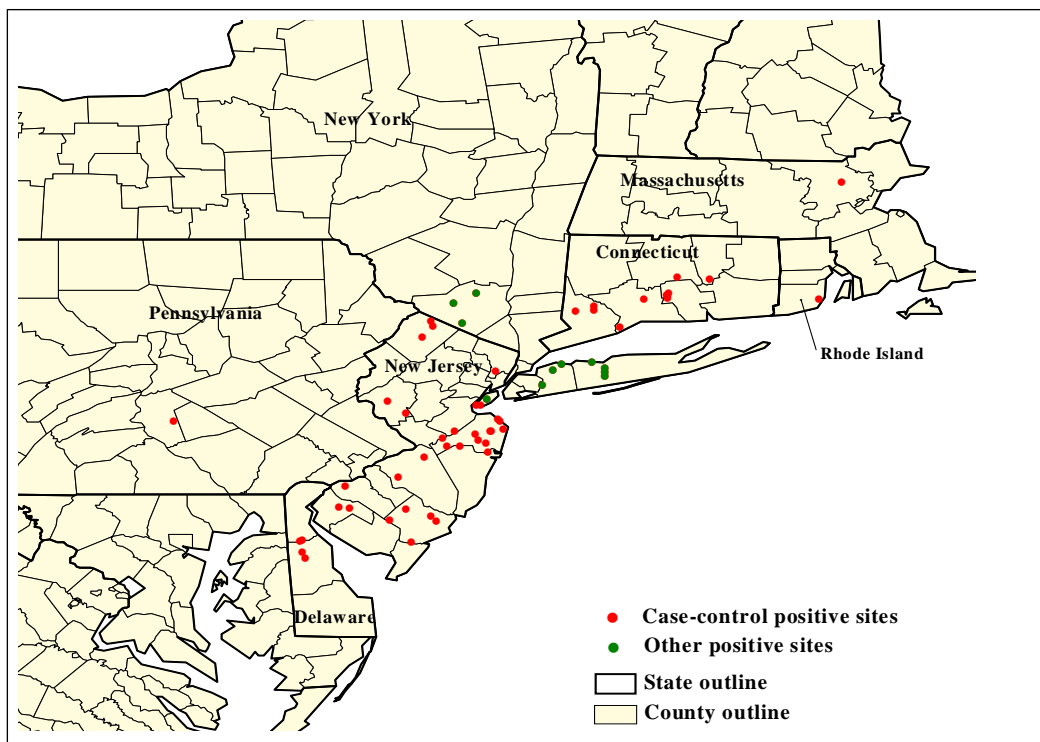 New York
Massachusetts
Connecticut
Pennsylvania
Rhode Island
New Jersey
Delaware
Case-control positive sites
Other positive sites
State outline
County outline